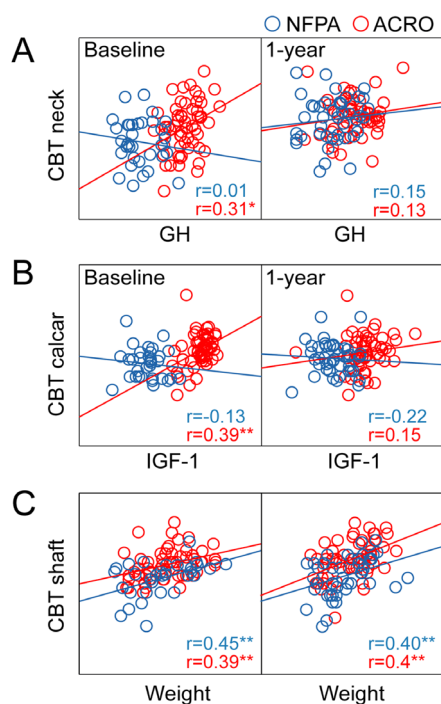 NFPA ACRO
A
Baseline
1-year
CBT neck
r=0.01
r=0.31*
r=0.15
r=0.13
GH
GH
B
Baseline
1-year
CBT calcar
r=-0.13
r=0.39**
r=-0.22
r=0.15
IGF-1
IGF-1
C
CBT shaft
r=0.45**
r=0.39**
r=0.40**
r=0.4**
Weight
Weight